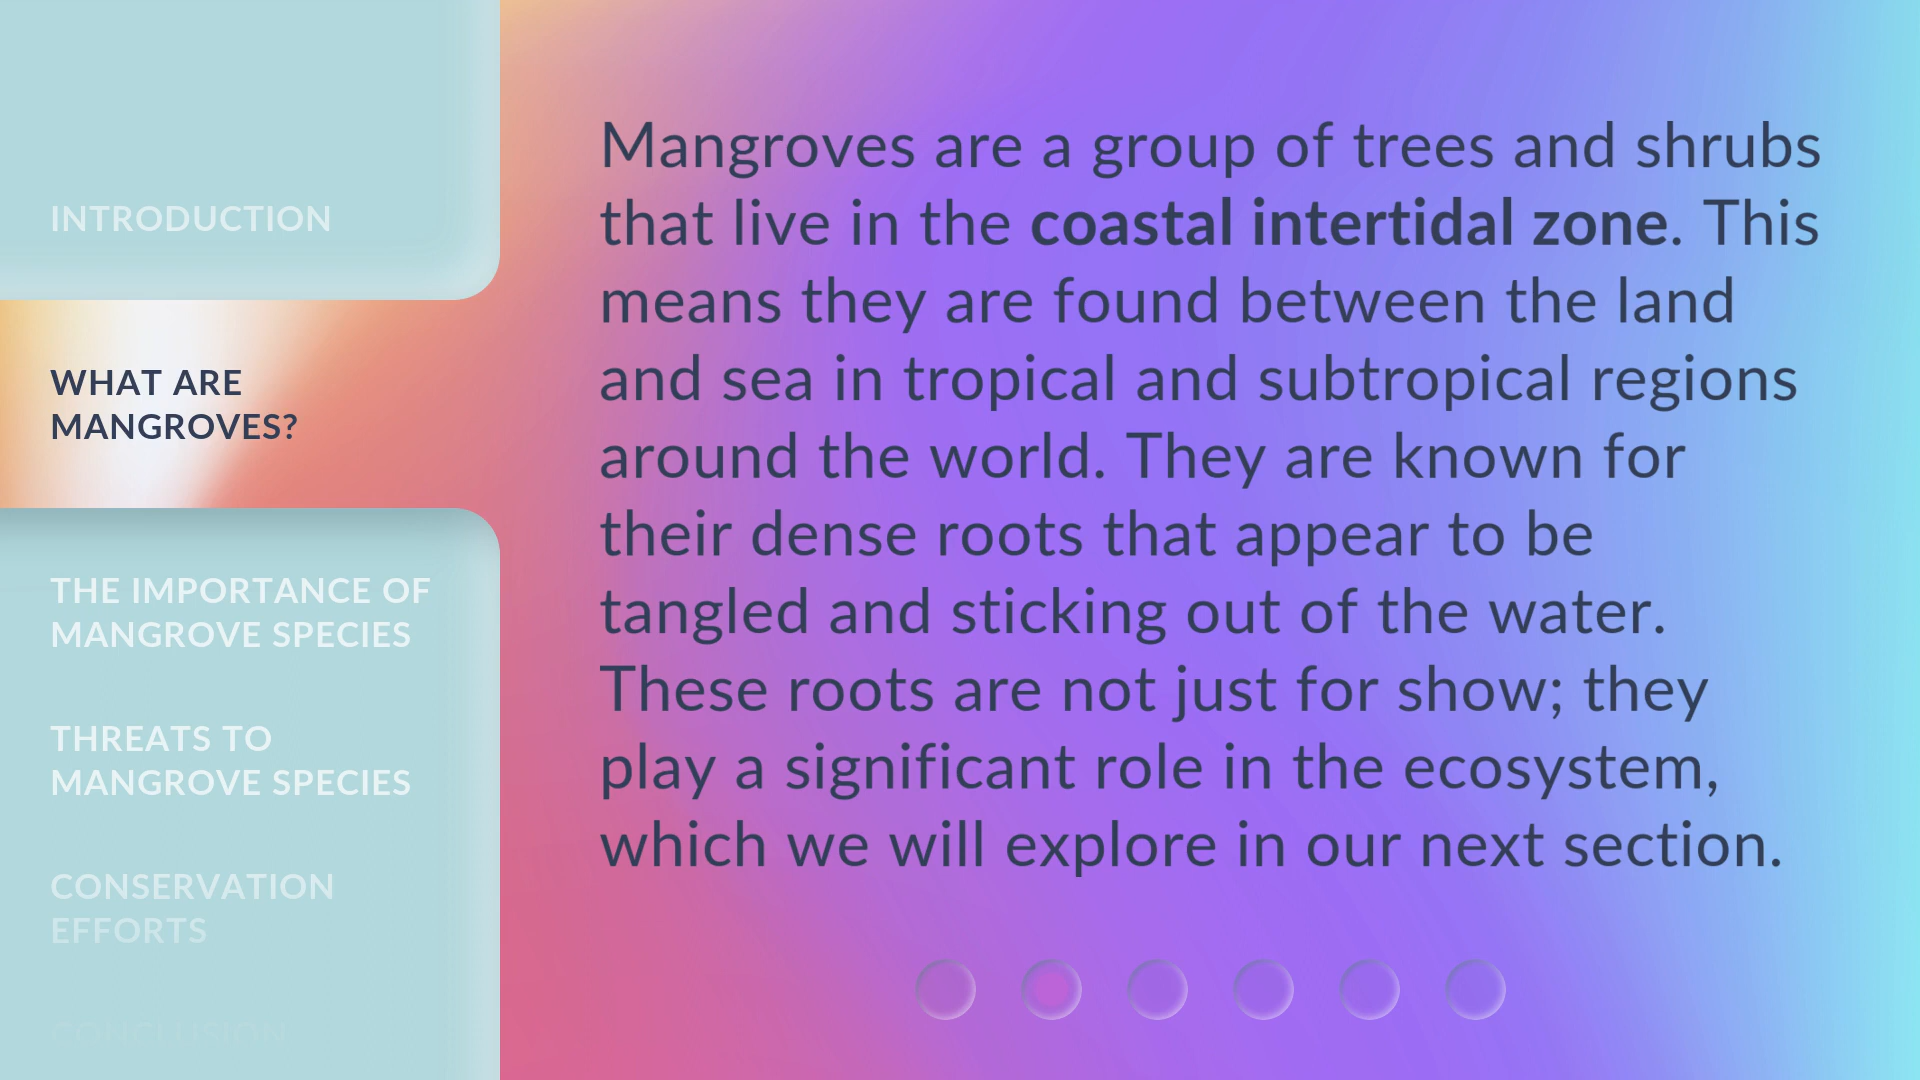 INTRODUCTION
WHAT ARE
MANGROVES?
THE IMPORTANCE OF
MANGROVE SPECIES
THREATS TO
MANGROVE SPECIES
CONSERVATION
EFFORTS
CONCLUSION
Mangroves are a group of trees and shrubs
that live in the coastal intertidal zone. This
means they are found between the land
and sea in tropical and subtropical regions
around the world. They are known for
their dense roots that appear to be
tangled and sticking out of the water.
These roots are not just for show; they
play a significant role in the ecosystem,
which we will explore in our next section.